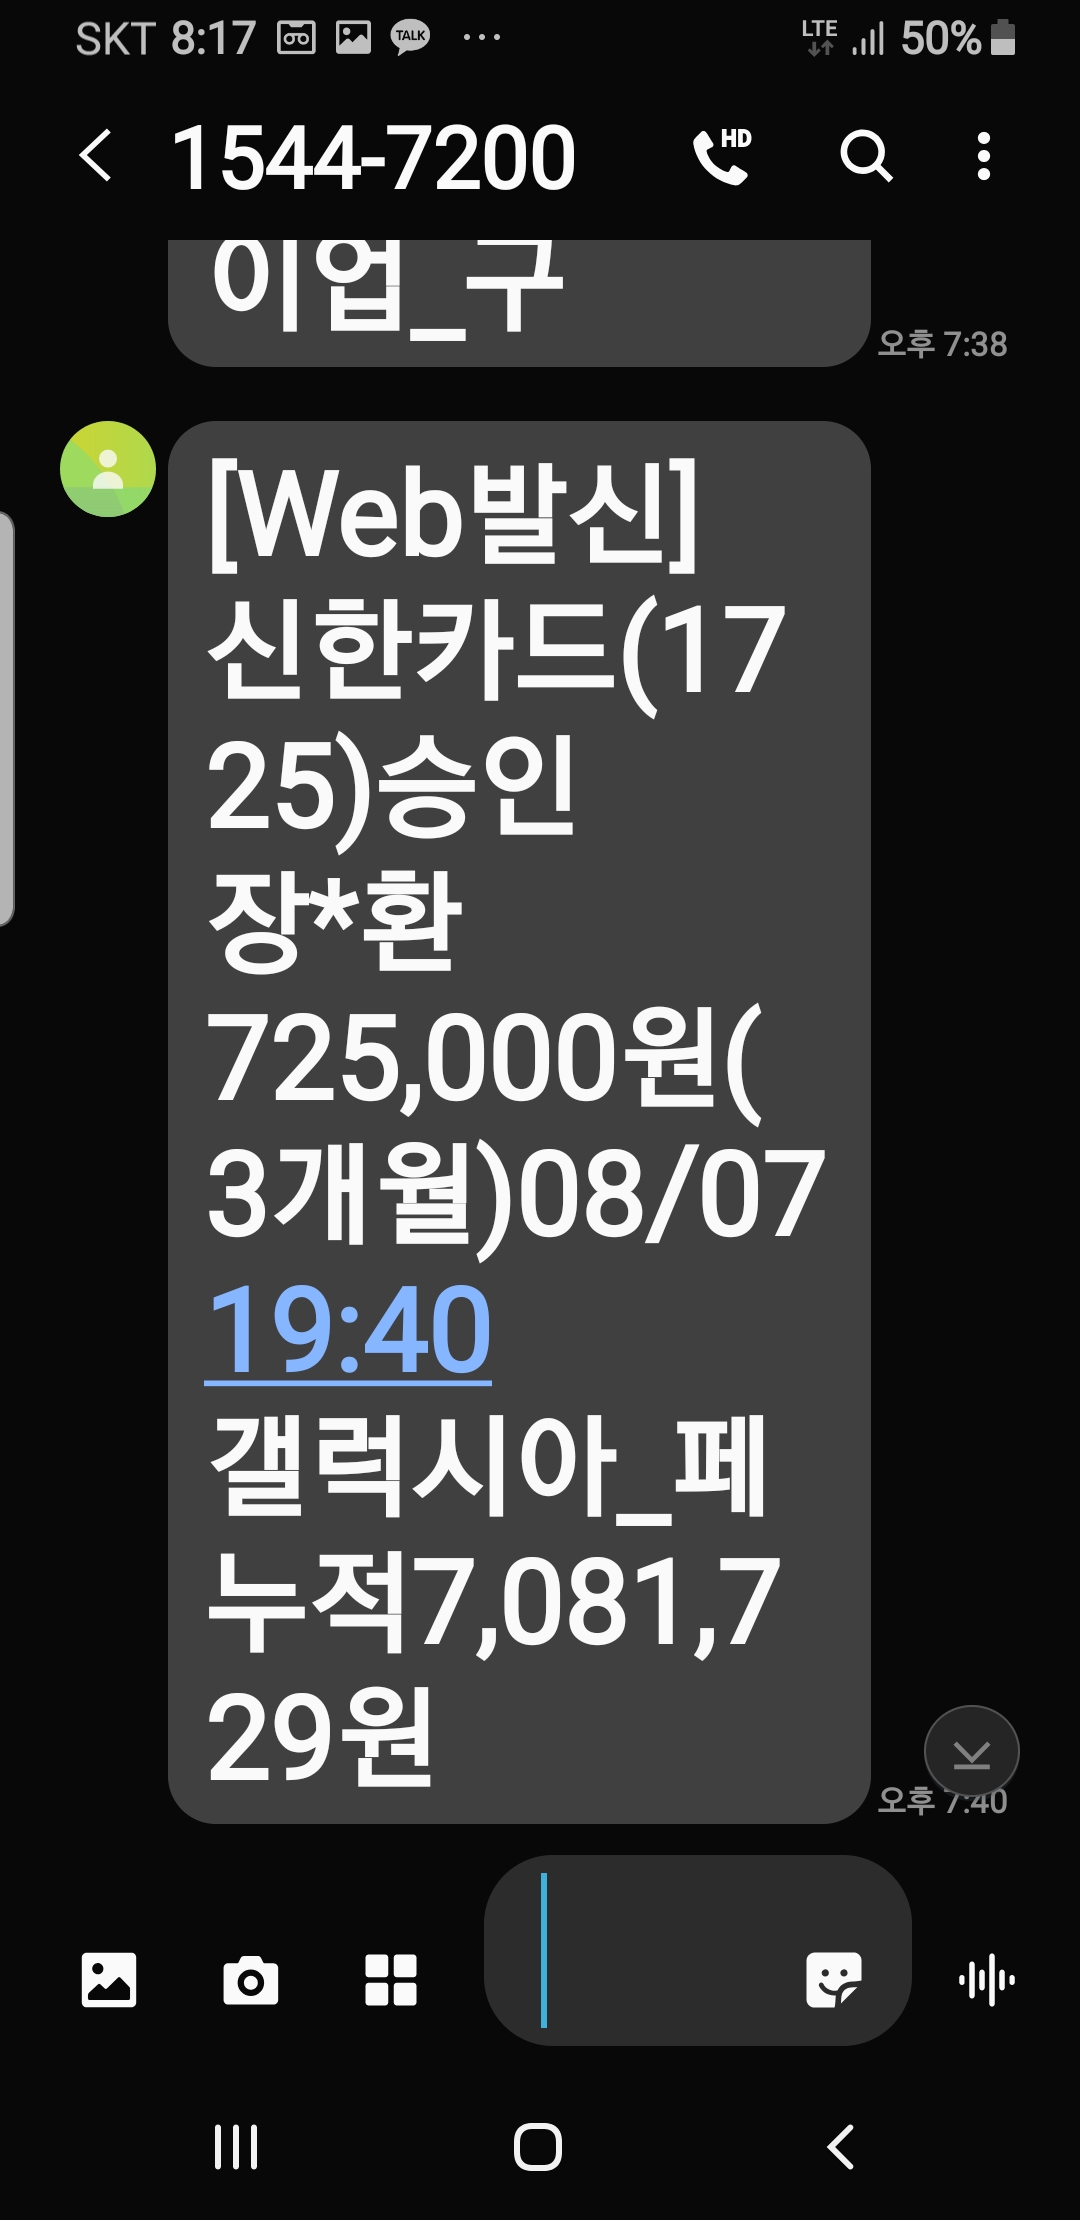 SKT 8:17 TALK LTE 50%
1544-7200 HD
이업_구
오후 7:38
[Web발신]
신한카드(17
25)승인
장*환
725,000원(
3개월)08/07
19:40
갤럭시아_페
누적7,081,7
29원
오후 7:40